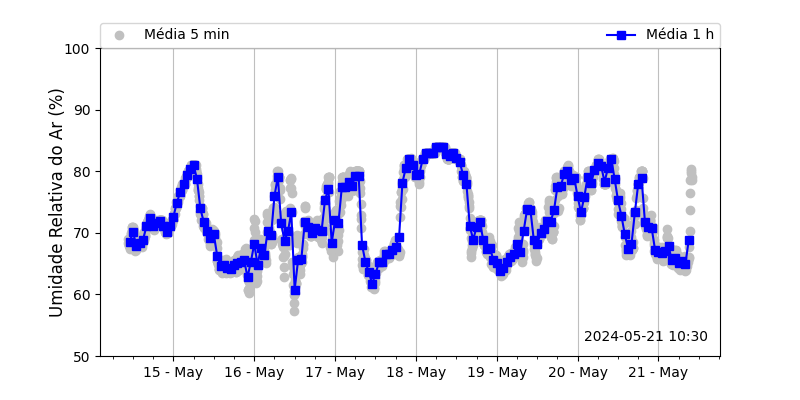 Média 5 min
Média 1 h
100
90
80
70
60
50
Umidade Relativa do Ar (%)
2024-05-21 10:30
15 - May
16 - May
17 - May
18 - May
19 - May
20 - May
21 - May